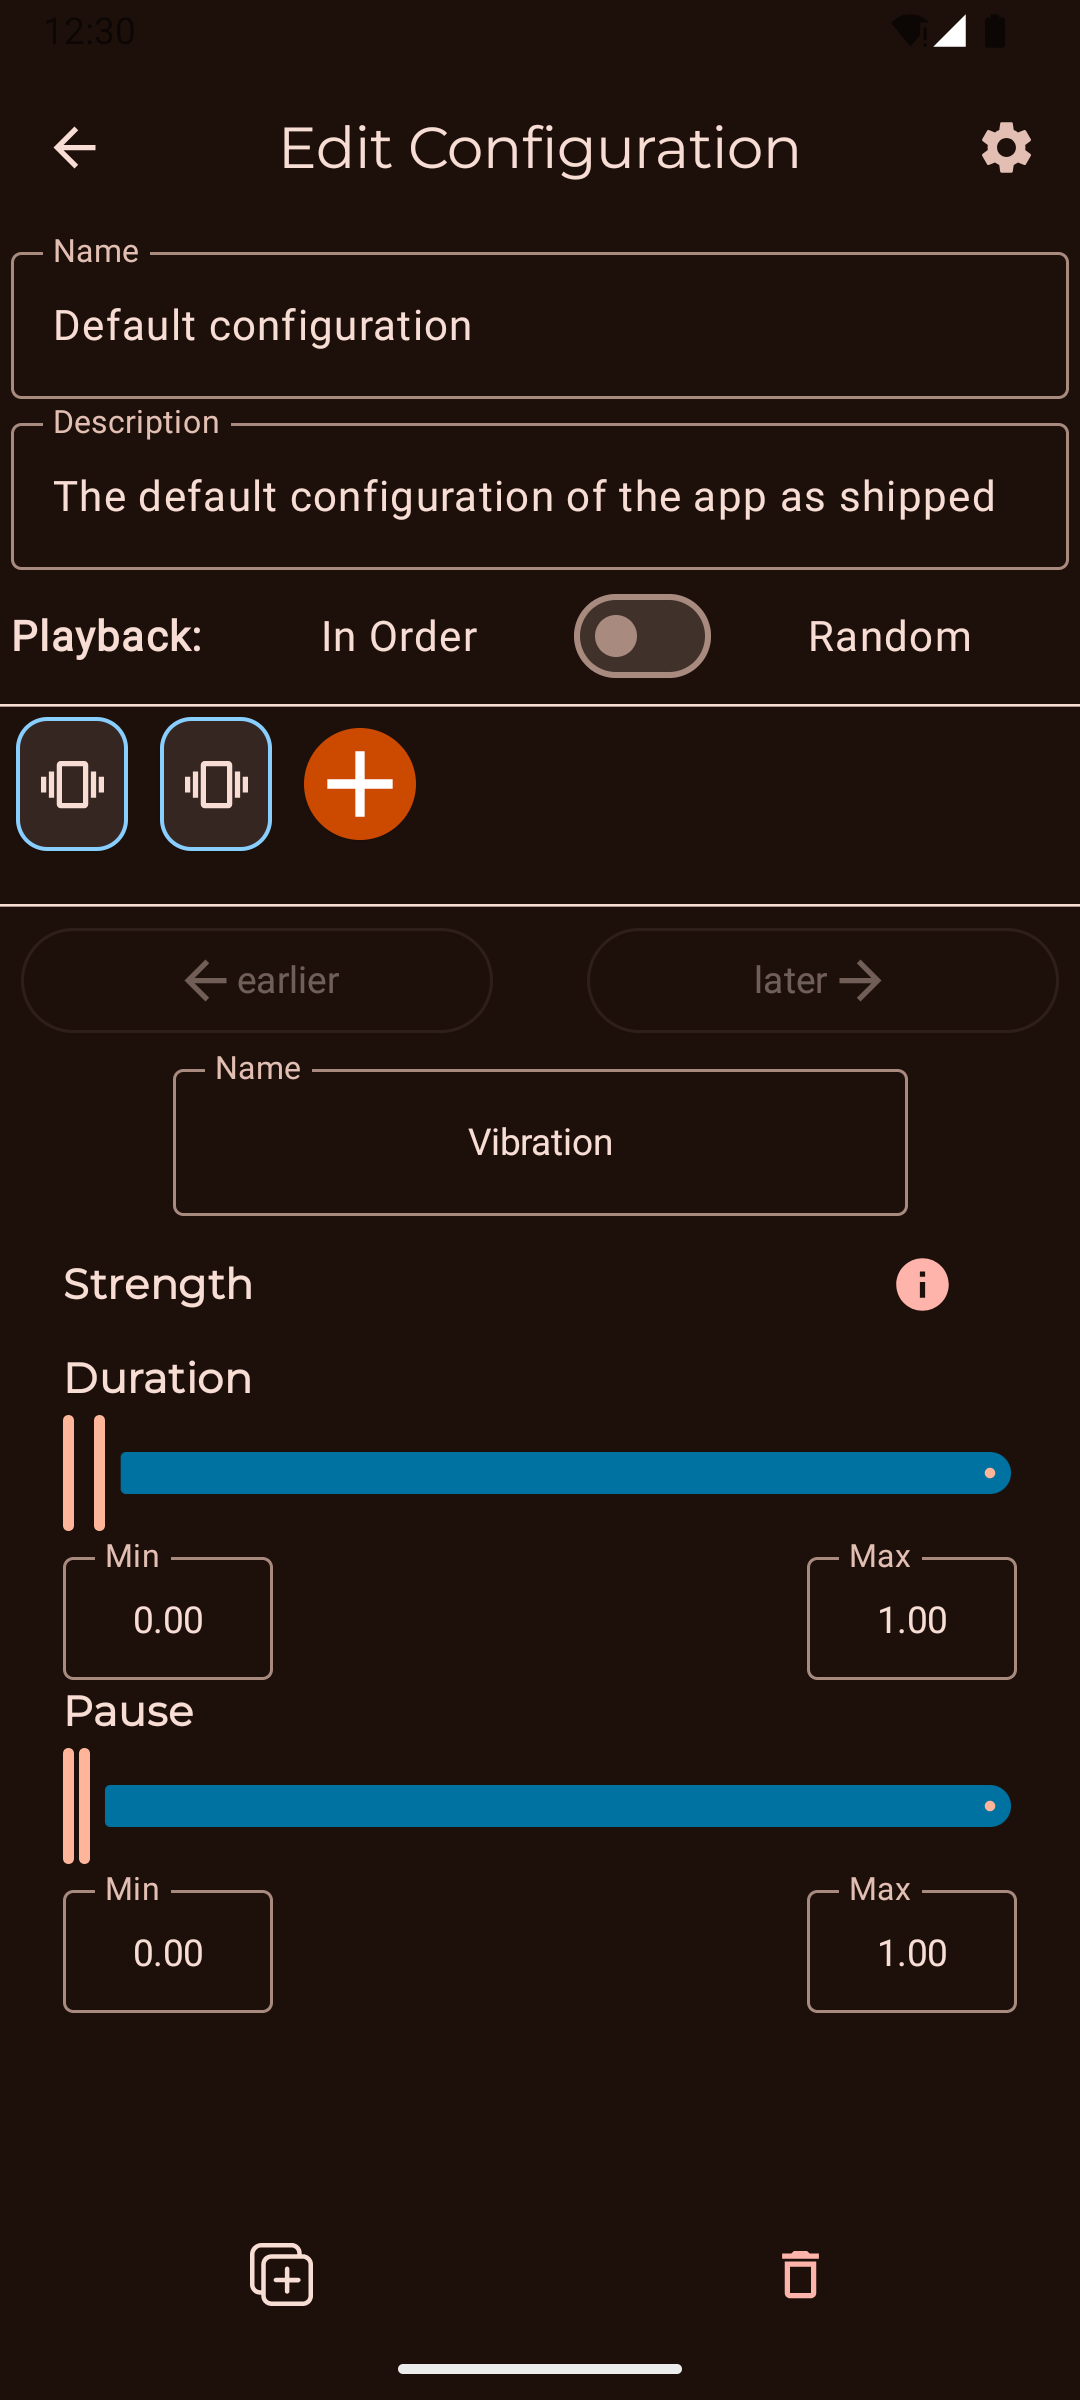 12:30
Edit Configuration
Name
Default configuration
Description
The default configuration of the app as shipped
Playback: In Order Random
earlier later
Name
Vibration
Strength
Duration
Min Max
0.00 1.00
Pause
Min Max
0.00 1.00